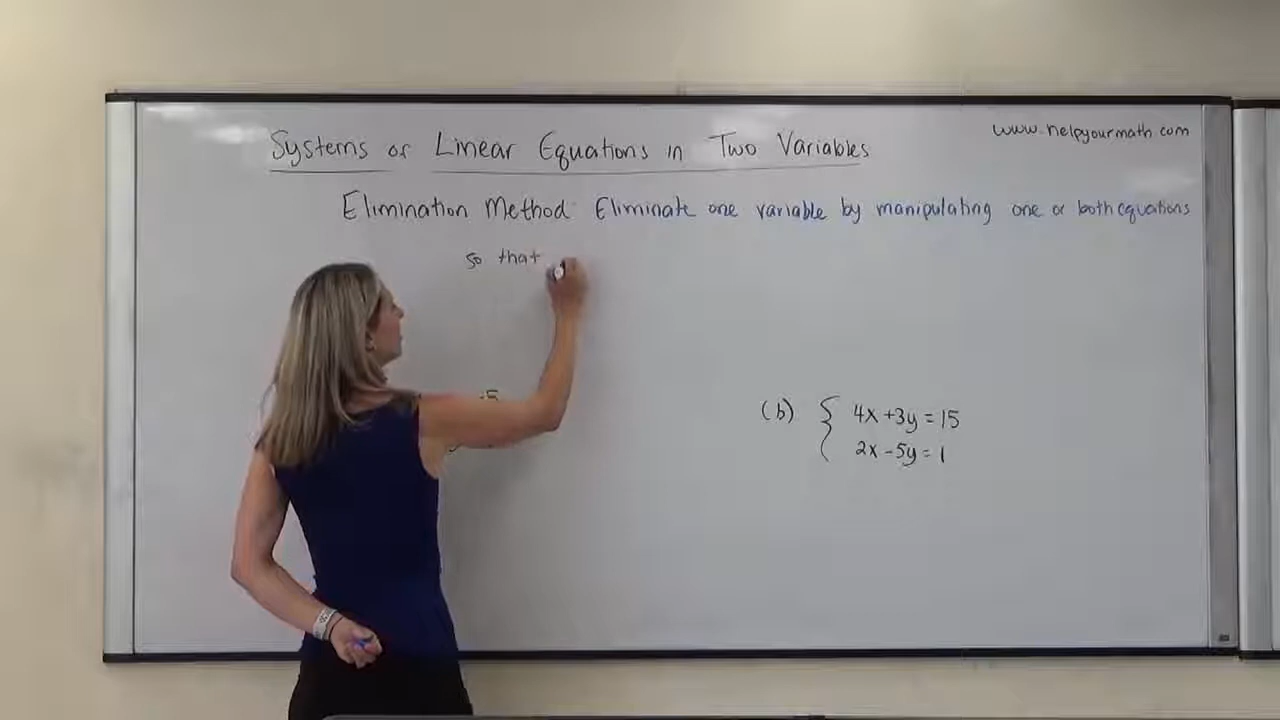 www.helpyourmath.com
Systems of Linear Equations in Two Variables
Elimination Method: Eliminate one variable by manipulating one or both equations
so that
(b) { 4x+3y=15
2x-5y=1